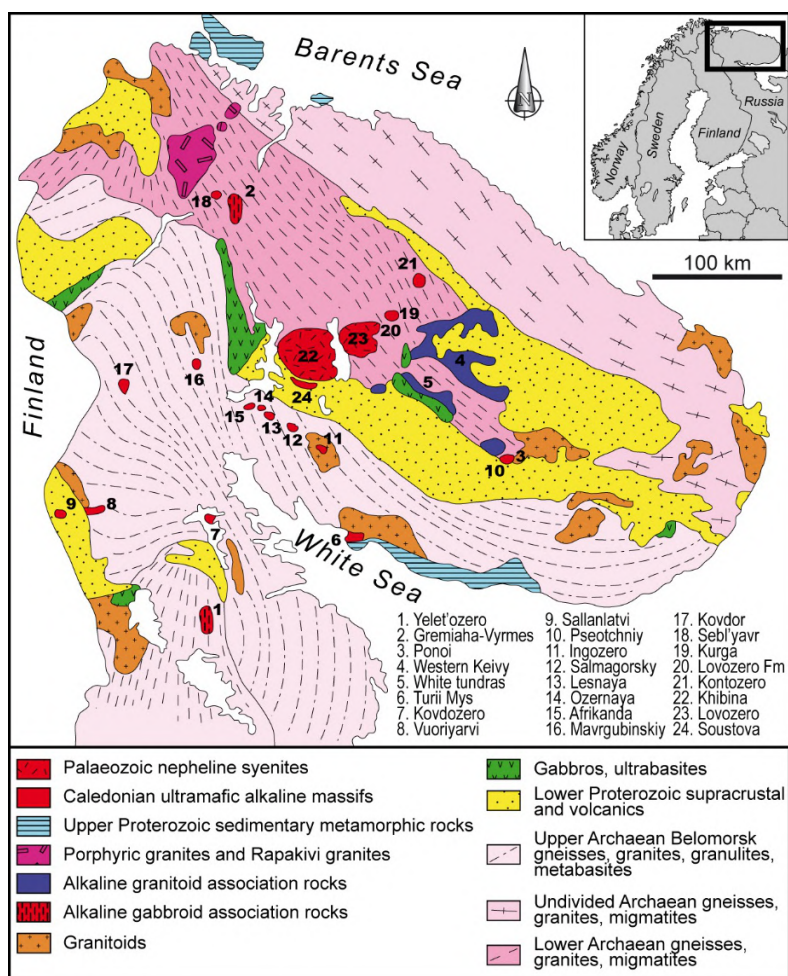 Barents Sea
N
Norway
Sweden
Finland
Russia
100 km
Finland
White Sea
18
2
21
19
20
23
22
4
17
16
24
5
14
15
13
12
11
3
10
9
8
7
6
1
1. Yelet'ozero
2. Gremiaha-Vyrmes
3. Ponoi
4. Western Keivy
5. White tundras
6. Turii Mys
7. Kovdozero
8. Vuoriyarvi
9. Sallanlatvi
10. Pseotchniy
11. Ingozero
12. Salmagorsky
13. Lesnaya
14. Ozernaya
15. Afrikanda
16. Mavrgubinskiy
17. Kovdor
18. Sebl'yavr
19. Kurga
20. Lovozero Fm
21. Kontozero
22. Khibina
23. Lovozero
24. Soustova
Palaeozoic nepheline syenites
Caledonian ultramafic alkaline massifs
Upper Proterozoic sedimentary metamorphic rocks
Porphyric granites and Rapakivi granites
Alkaline granitoid association rocks
Alkaline gabbroid association rocks
Granitoids
Gabbros, ultrabasites
Lower Proterozoic supracrustal
and volcanics
Upper Archaean Belomorsk
gneisses, granites, granulites,
metabasites
Undivided Archaean gneisses,
granites, migmatites
Lower Archaean gneisses,
granites, migmatites